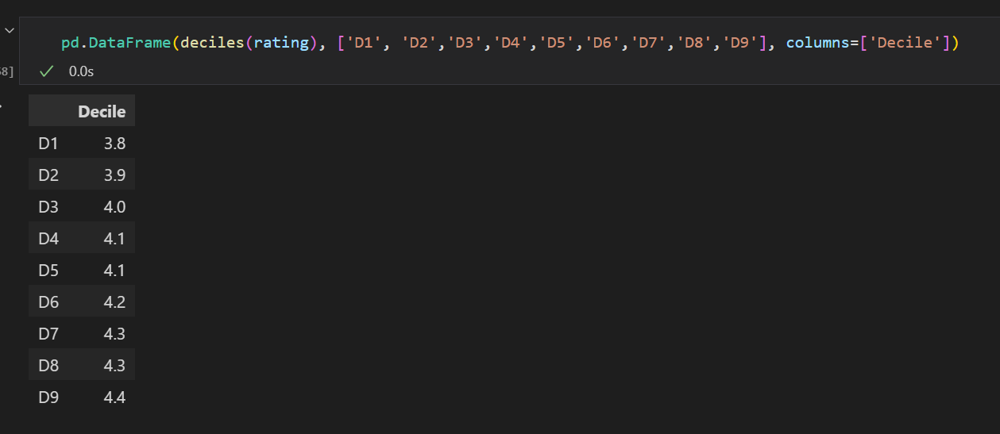 pd.DataFrame(deciles(rating), ['D1', 'D2','D3','D4','D5','D6','D7','D8','D9'], columns=['Decile'])
8]
0.0s
Decile
D1 3.8
D2 3.9
D3 4.0
D4 4.1
D5 4.1
D6 4.2
D7 4.3
D8 4.3
D9 4.4